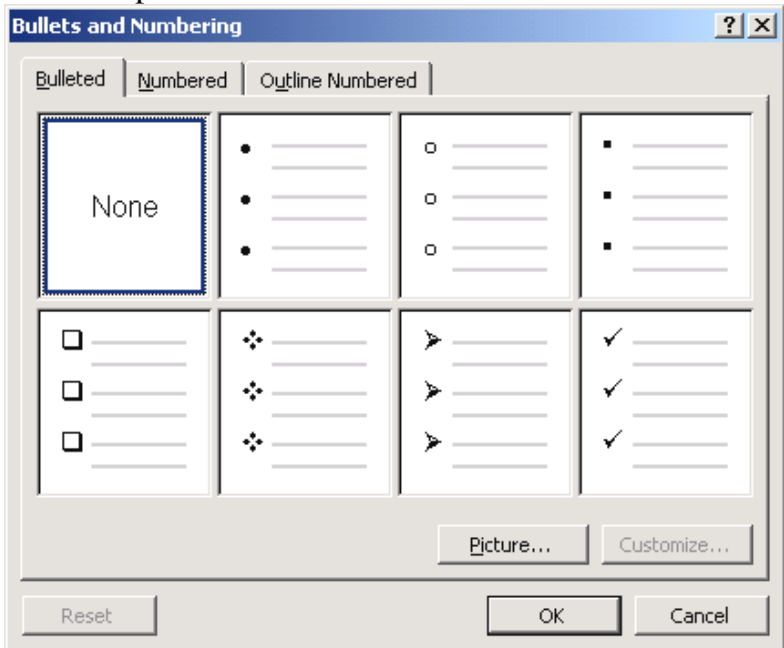 Bullets and Numbering
Bulleted Numbered Outline Numbered
None
Picture... Customize...
Reset OK Cancel